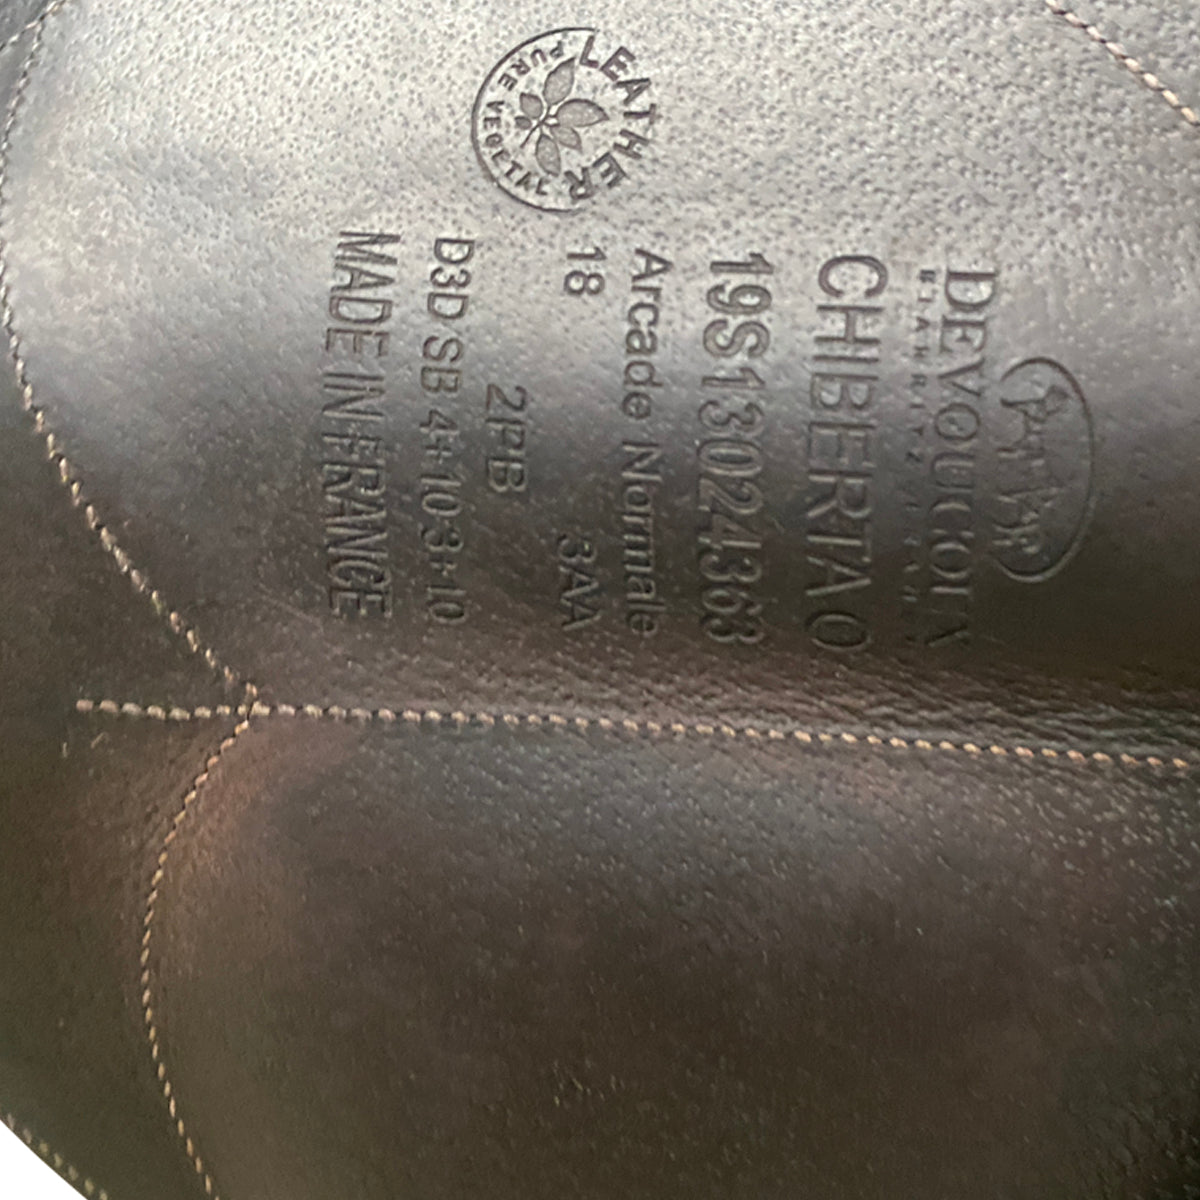 DEVOUCOUX
BIARRITZ
CHIBERTA O
19S13024363
Arcade Normale
18 3AA
2PB
D3D SB 4+ 10 3+ 10
MADE IN FRANCE
LEATHER
PURE VEGETAL